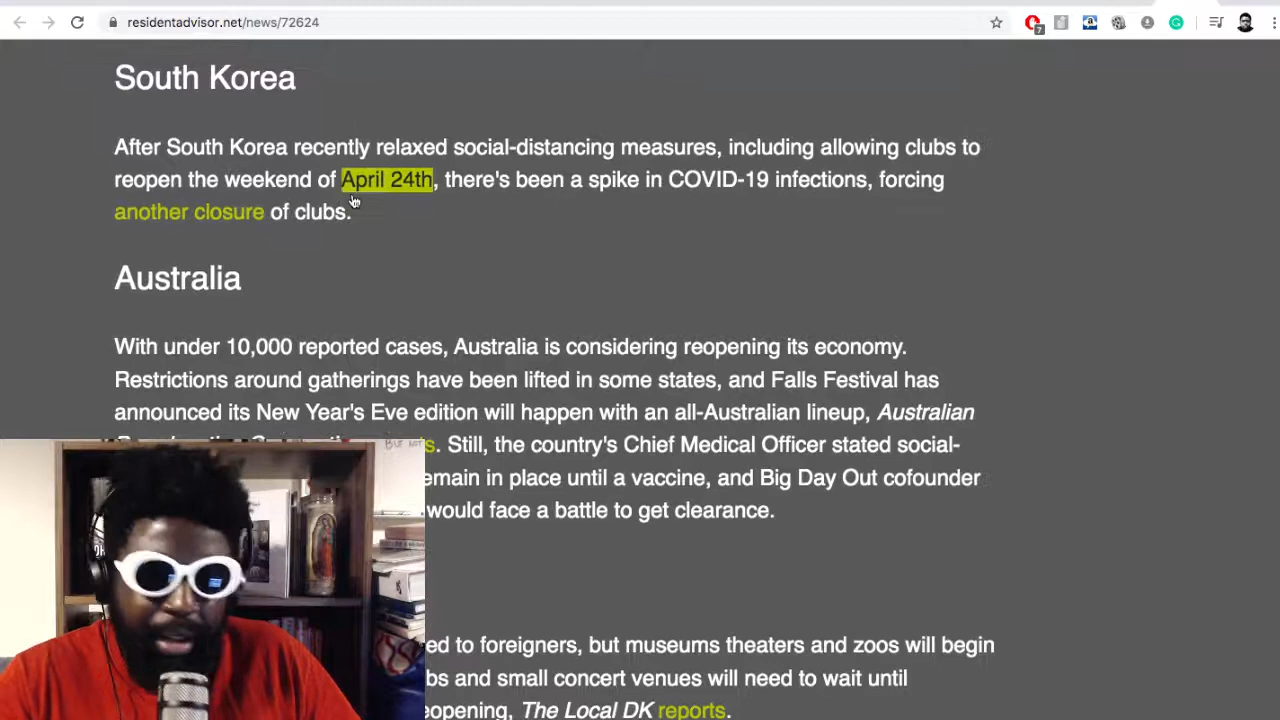 residentadvisor.net/news/72624
7
South Korea
After South Korea recently relaxed social-distancing measures, including allowing clubs to
reopen the weekend of April 24th, there's been a spike in COVID-19 infections, forcing
another closure of clubs.
Australia
With under 10,000 reported cases, Australia is considering reopening its economy.
Restrictions around gatherings have been lifted in some states, and Falls Festival has
announced its New Year's Eve edition will happen with an all-Australian lineup, Australian
BUT NOT s. Still, the country's Chief Medical Officer stated social-
emain in place until a vaccine, and Big Day Out cofounder
would face a battle to get clearance.
ed to foreigners, but museums theaters and zoos will begin
bs and small concert venues will need to wait until
eopening, The Local DK reports.